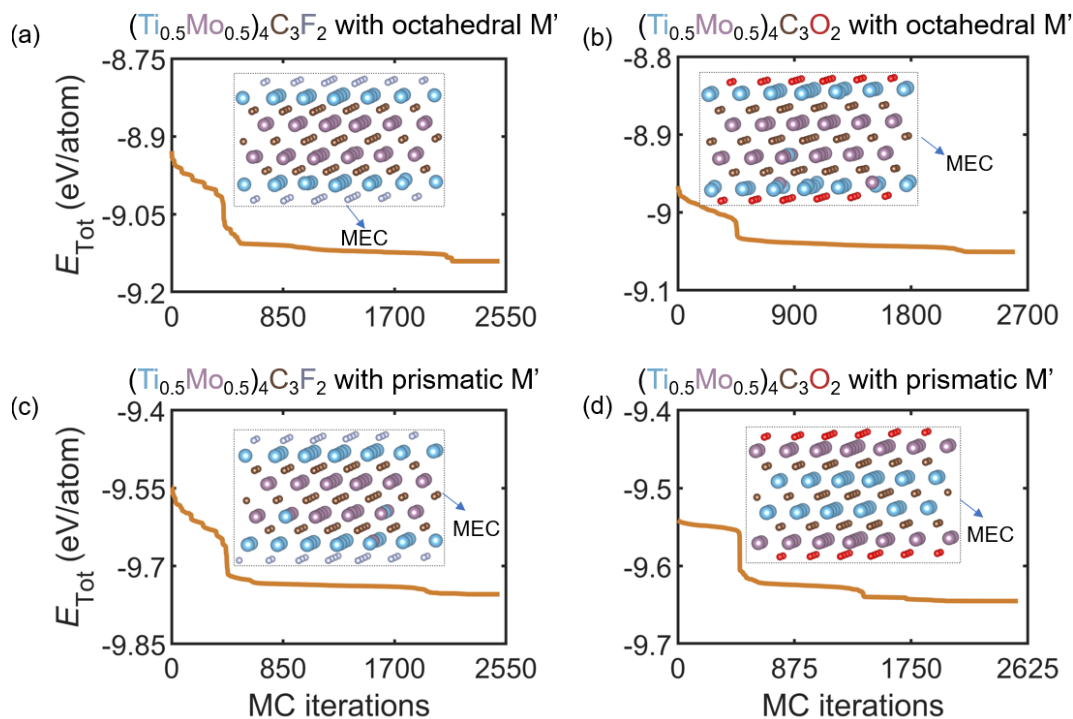 (a)
(Ti0.5Mo0.5)4C3F2 with octahedral M'
-8.75
-8.9
-9.05
-9.2
ETot (eV/atom)
MEC
0
850
1700
2550
(b)
(Ti0.5Mo0.5)4C3O2 with octahedral M'
-8.8
-8.9
-9
-9.1
MEC
0
900
1800
2700
(c)
(Ti0.5Mo0.5)4C3F2 with prismatic M'
-9.4
-9.55
-9.7
-9.85
ETot (eV/atom)
MEC
0
850
1700
2550
MC iterations
(d)
(Ti0.5Mo0.5)4C3O2 with prismatic M'
-9.4
-9.5
-9.6
-9.7
MEC
0
875
1750
2625
MC iterations